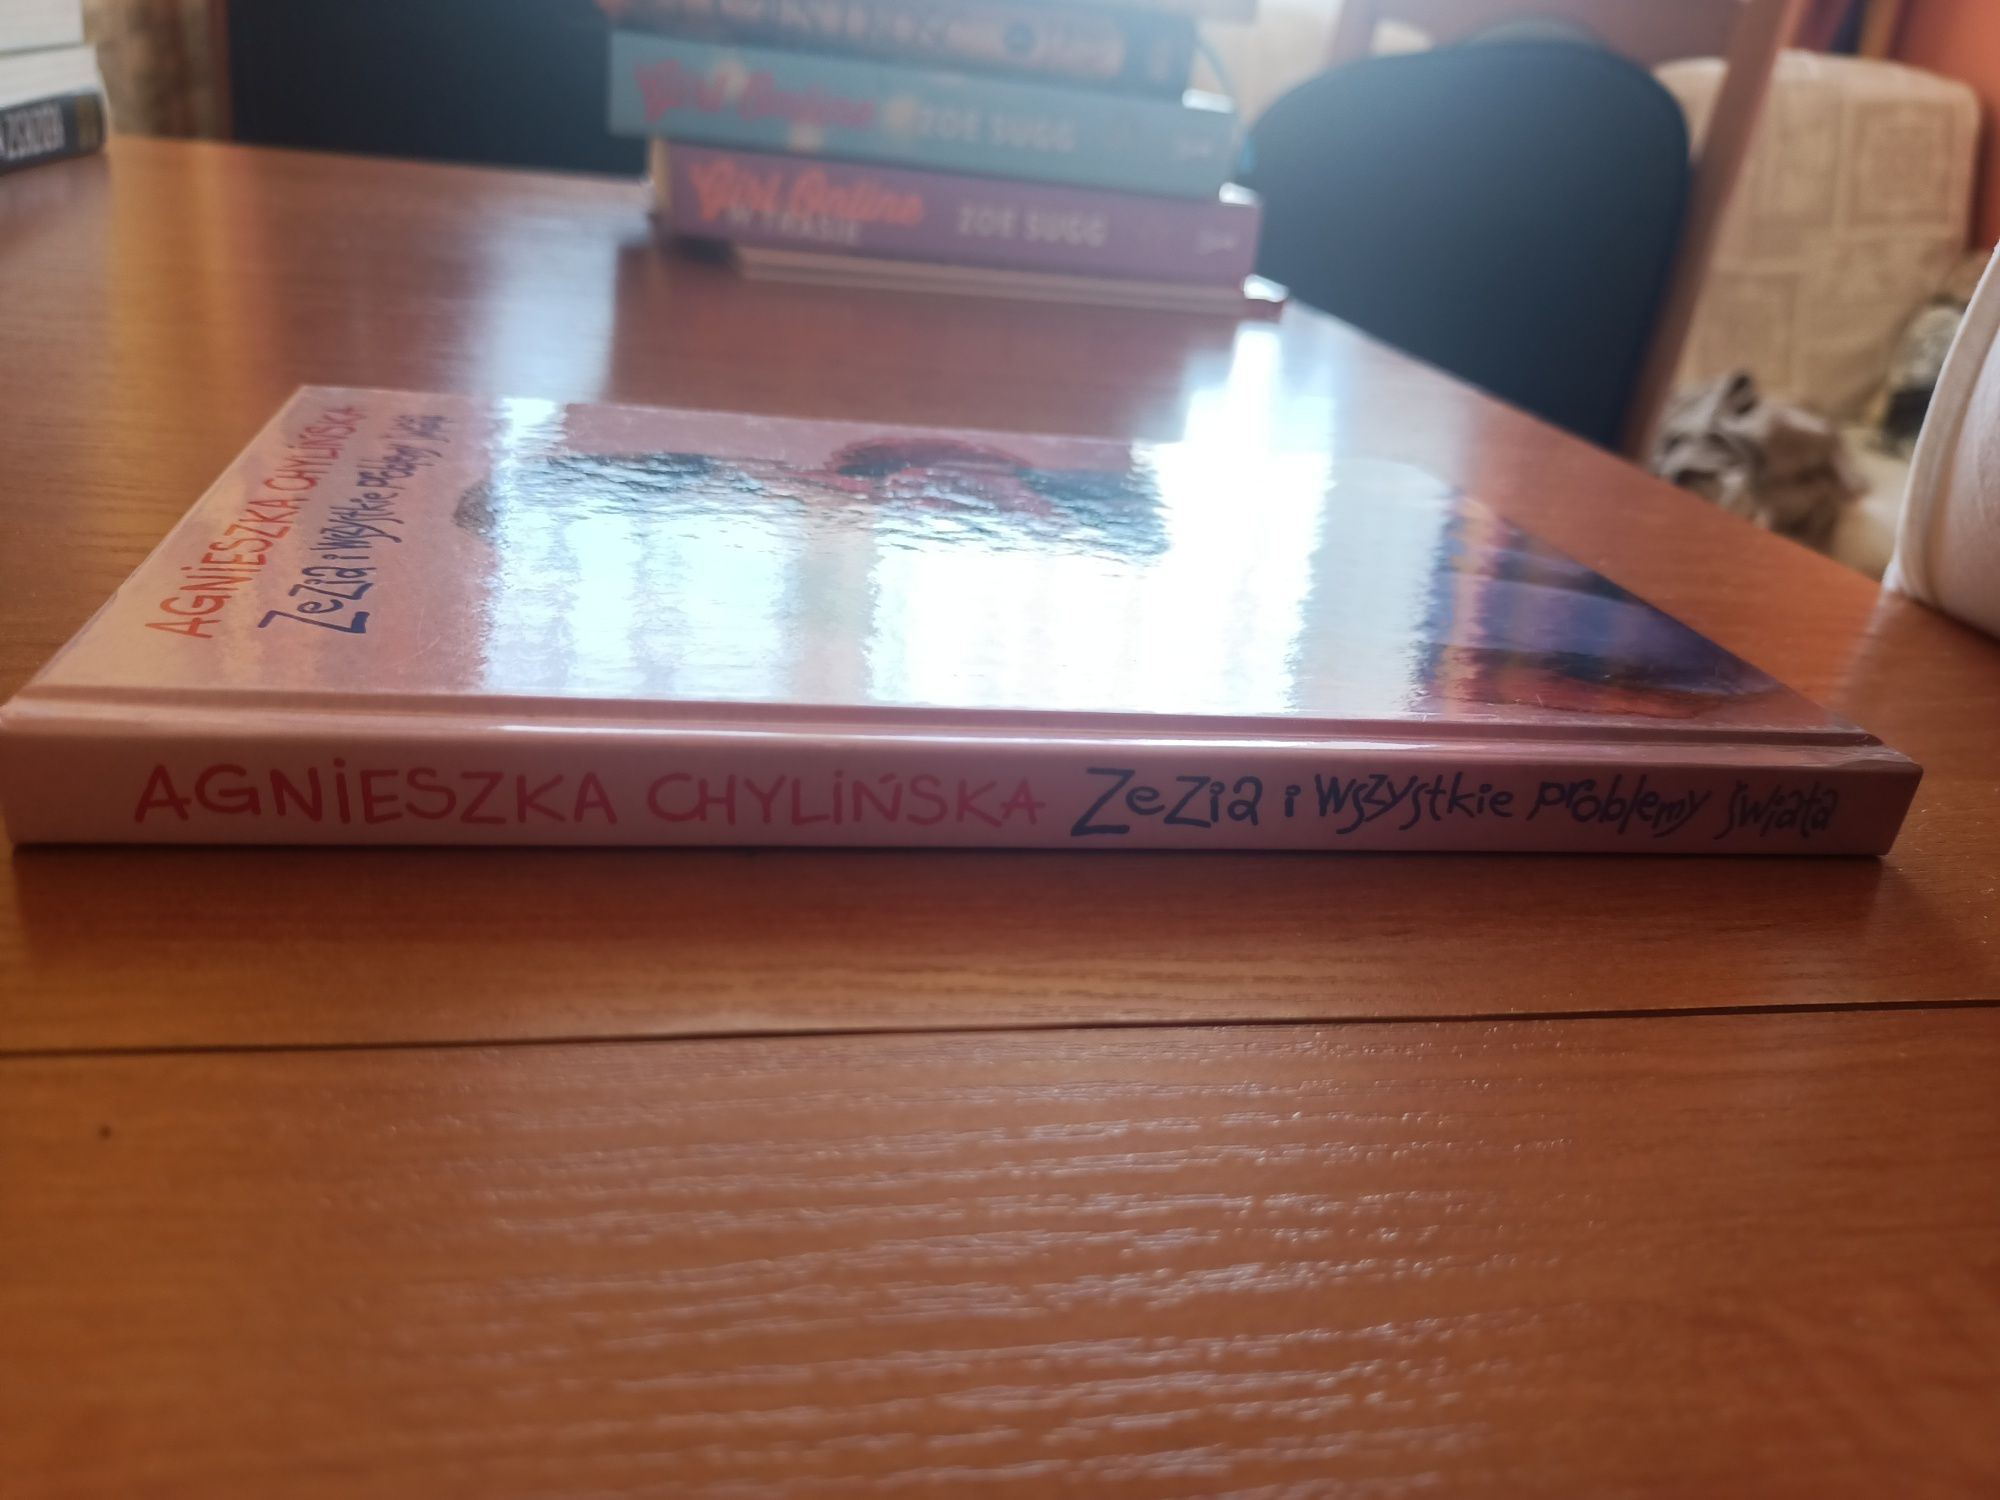 Girl Online ZOE SUGG
Girl Online ZOE SUGG
W TRASIE
AGNIESZKA CHYLIŃSKA
Zezia i wszystkie problemy świata
AGNIESZKA CHYLIŃSKA Zezia i wszystkie problemy świata